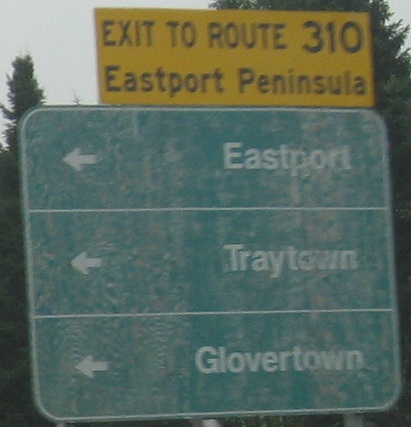 EXIT TO ROUTE 310
Eastport Peninsula
Eastport
Traytown
Glovertown